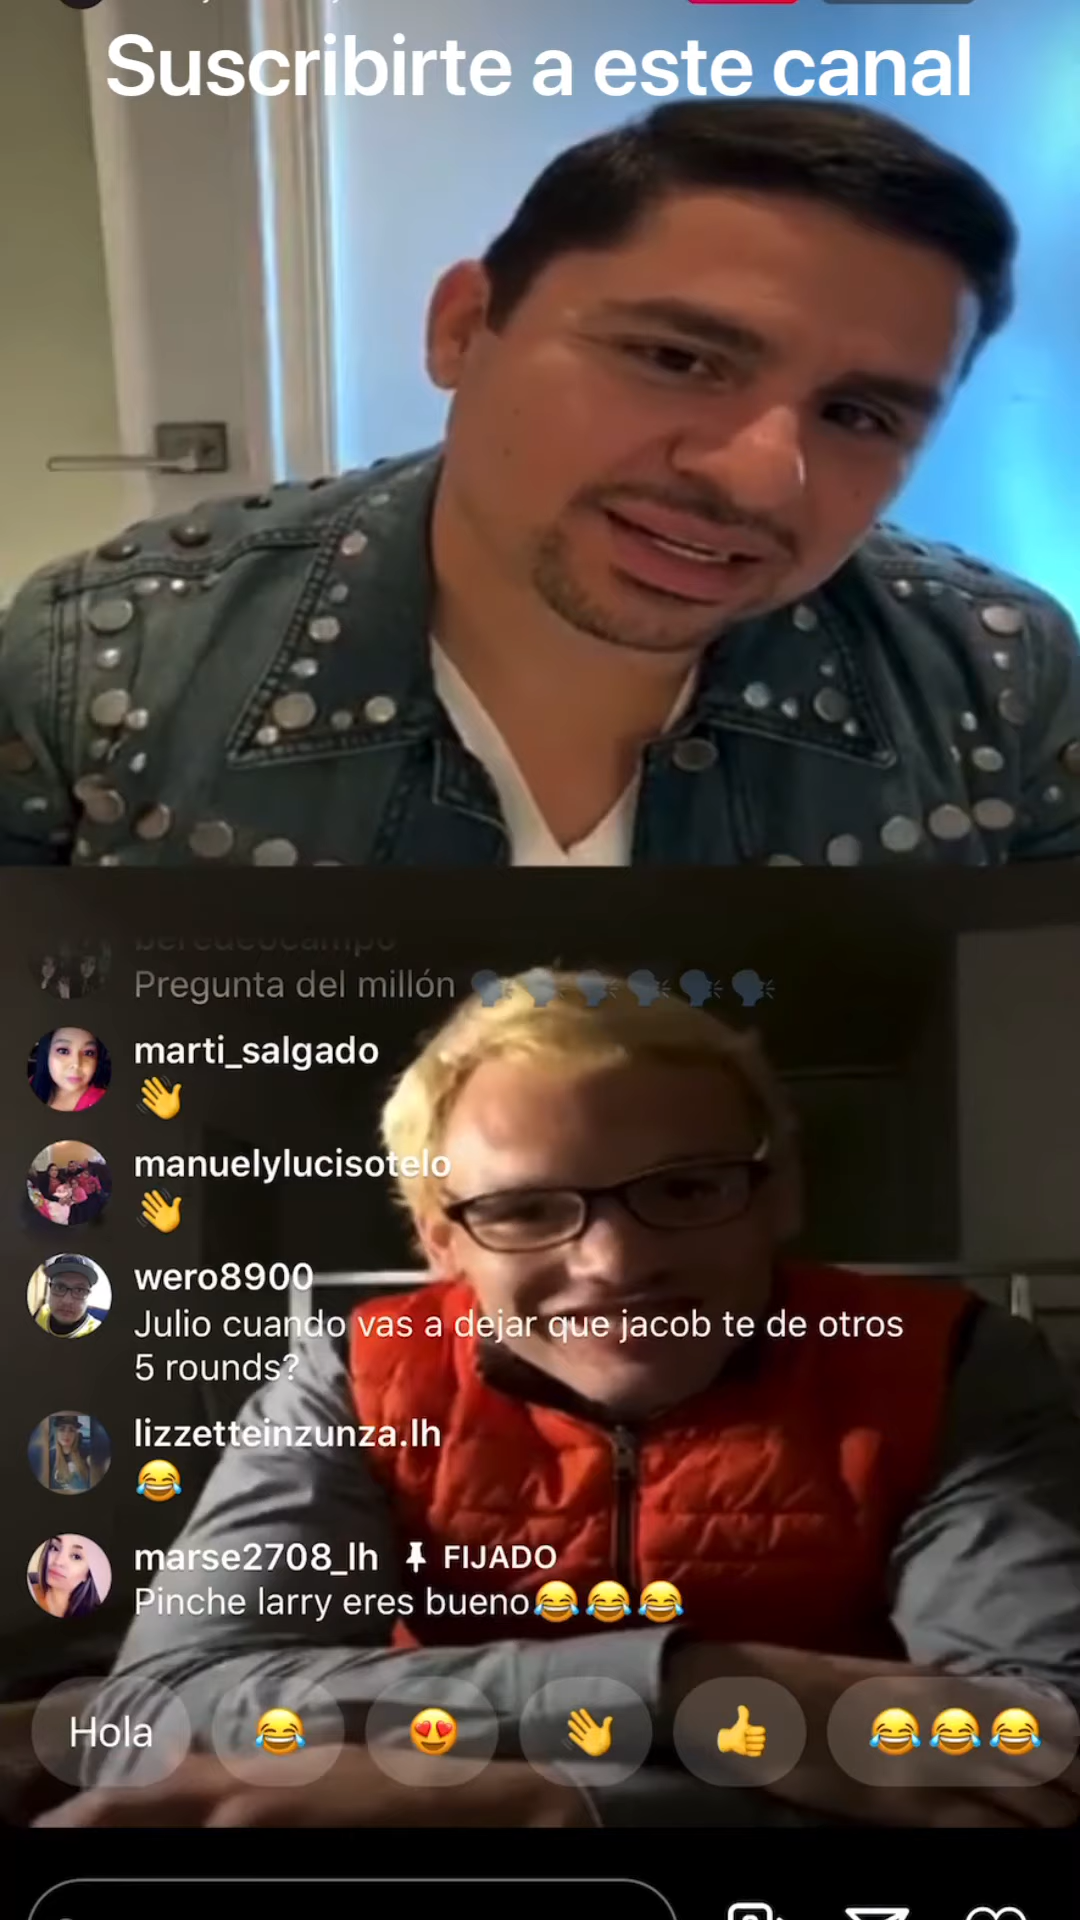 Suscribirte a este canal
beredeocampo
Pregunta del millón 🗣🗣🗣🗣🗣🗣
marti_salgado
👋
manuelylucisotelo
👋
wero8900
Julio cuando vas a dejar que jacob te de otros
5 rounds?
lizzetteinzunza.lh
😂
marse2708_lh 📌 FIJADO
Pinche larry eres bueno😂😂😂
Hola 😂 😍 👋 👍 😂😂😂